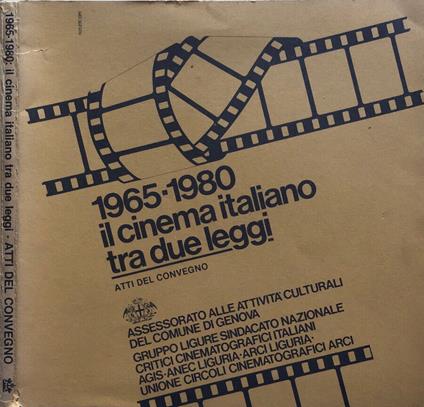 1965-1980: il cinema italiano tra due leggi - ATTI DEL CONVEGNO
1965-1980
il cinema italiano
tra due leggi
ATTI DEL CONVEGNO
ASSESSORATO ALLE ATTIVITÀ CULTURALI
DEL COMUNE DI GENOVA
GRUPPO LIGURE SINDACATO NAZIONALE
CRITICI CINEMATOGRAFICI ITALIANI
AGIS·ANEC LIGURIA·ARCI LIGURIA·
UNIONE CIRCOLI CINEMATOGRAFICI ARCI